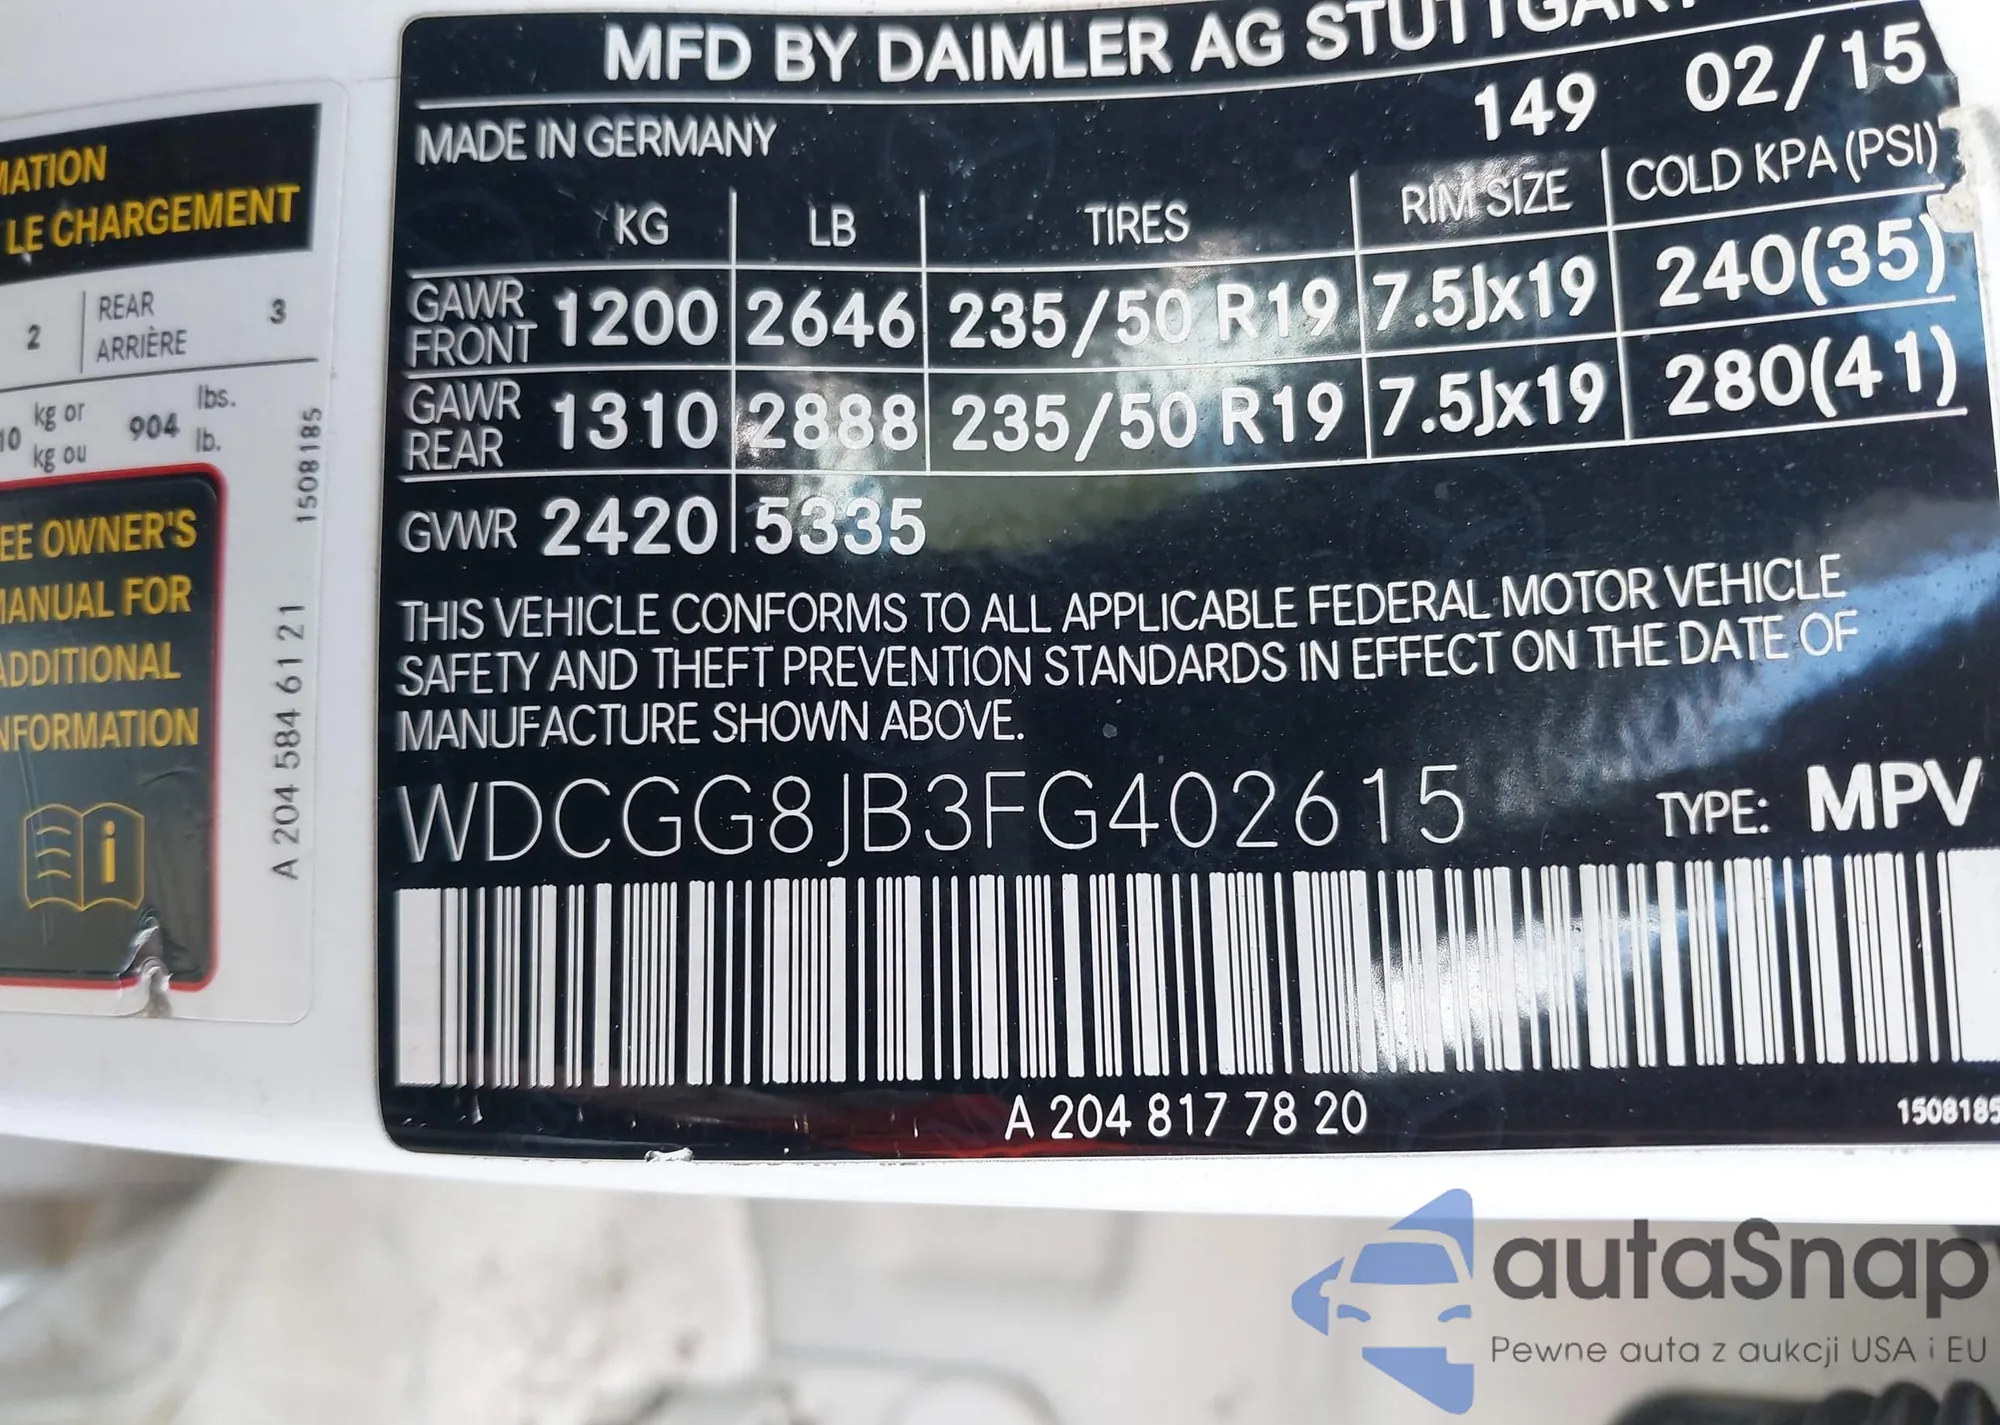 MATION
LE CHARGEMENT
2 REAR ARRIÈRE 3
10 kg or kg ou 904 lbs. lb.
EE OWNER'S
MANUAL FOR
ADDITIONAL
NFORMATION
i
A 204 584 61 21 1508185
MFD BY DAIMLER AG STUTTGART
MADE IN GERMANY 149 02/15
KG LB TIRES RIM SIZE COLD KPA (PSI)
GAWR FRONT 1200 2646 235/50 R19 7.5Jx19 240(35)
GAWR REAR 1310 2888 235/50 R19 7.5Jx19 280(41)
GVWR 2420 5335
THIS VEHICLE CONFORMS TO ALL APPLICABLE FEDERAL MOTOR VEHICLE
SAFETY AND THEFT PREVENTION STANDARDS IN EFFECT ON THE DATE OF
MANUFACTURE SHOWN ABOVE.
WDCGG8JB3FG402615 TYPE: MPV
A 204 817 78 20 1508185
autaSnap
Pewne auta z aukcji USA i EU